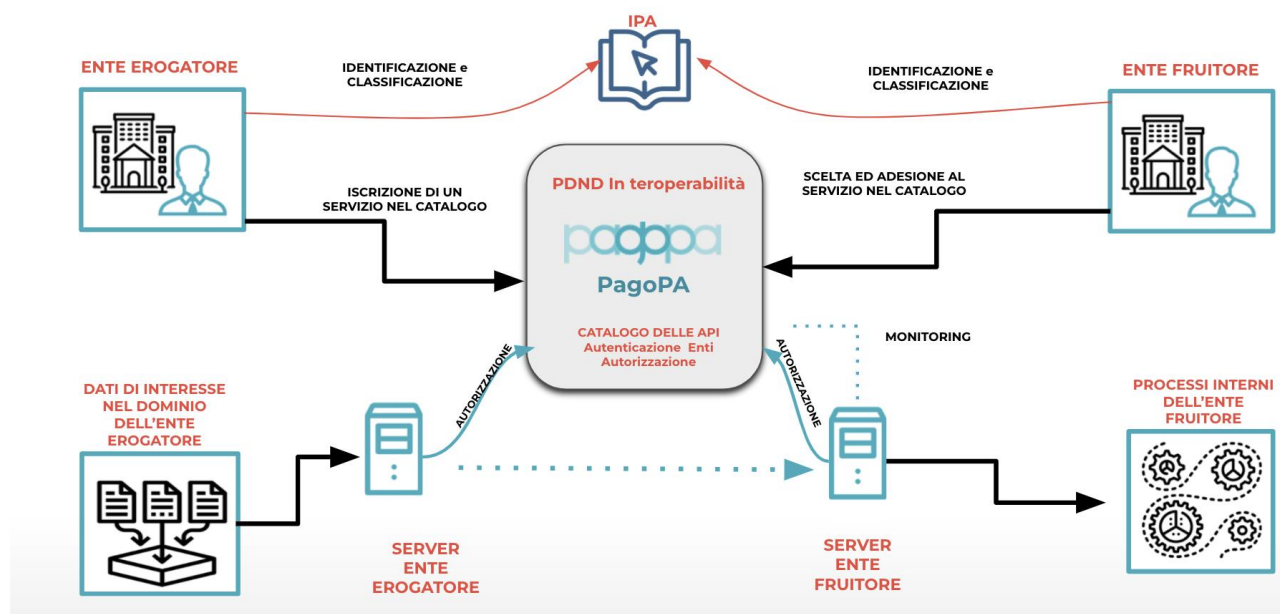 IPA
ENTE EROGATORE
IDENTIFICAZIONE e
CLASSIFICAZIONE
IDENTIFICAZIONE e
CLASSIFICAZIONE
ENTE FRUITORE
ISCRIZIONE DI UN
SERVIZIO NEL CATALOGO
PDND In teroperabilità
pagopa
PagoPA
CATALOGO DELLE API
Autenticazione Enti
Autorizzazione
SCELTA ED ADESIONE AL
SERVIZIO NEL CATALOGO
AUTORIZZAZIONE
AUTORIZZAZIONE
MONITORING
DATI DI INTERESSE
NEL DOMINIO
DELL'ENTE
EROGATORE
PROCESSI INTERNI
DELL'ENTE
FRUITORE
SERVER
ENTE
EROGATORE
SERVER
ENTE
FRUITORE